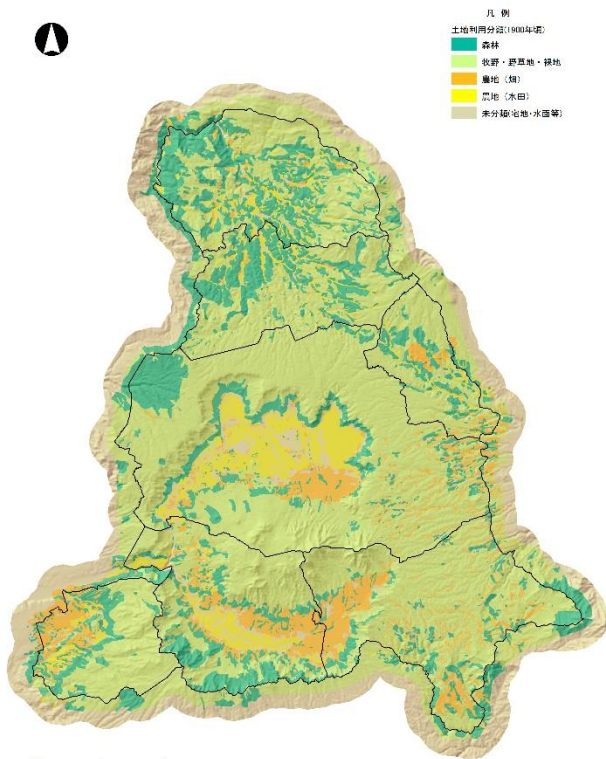 凡 例
土地利用分類(1900年頃)
森林
牧野・野草地・裸地
農地（畑）
農地（水田）
未分類(宅地・水面等)